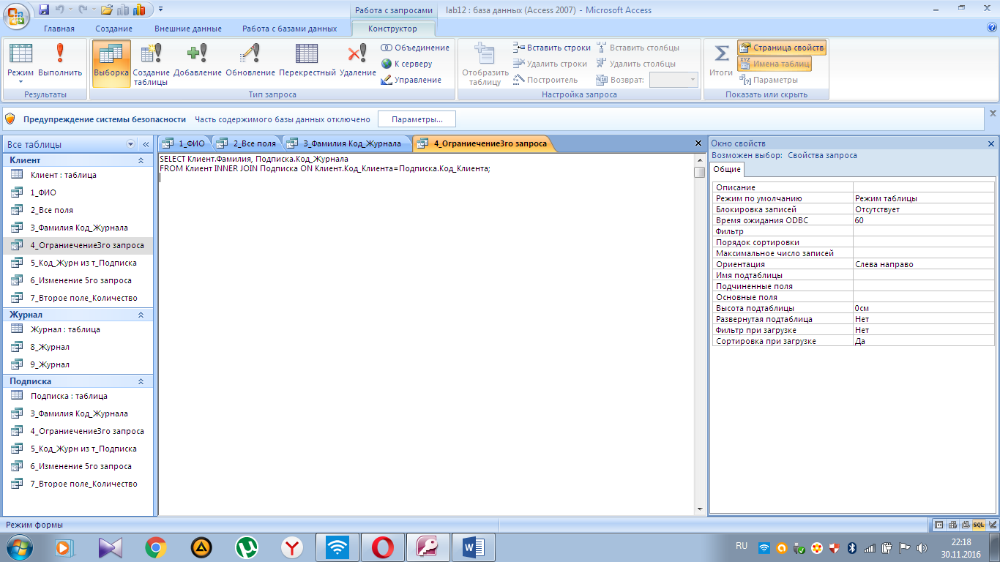 Работа с запросами
lab12 : база данных (Access 2007) - Microsoft Access
Главная
Создание
Внешние данные
Работа с базами данных
Конструктор
Режим
Выполнить
Результаты
Выборка
Создание таблицы
Добавление
Обновление
Перекрестный
Удаление
Объединение
К серверу
Управление
Тип запроса
Отобразить таблицу
Вставить строки
Удалить строки
Построитель
Вставить столбцы
Удалить столбцы
Возврат:
Настройка запроса
Итоги
Страница свойств
XYZ Имена таблиц
Параметры
Показать или скрыть
Предупреждение системы безопасности
Часть содержимого базы данных отключено
Параметры...
Все таблицы
Клиент
Клиент : таблица
1_ФИО
2_Все поля
3_Фамилия Код_Журнала
4_Ограниечение3го запроса
5_Код_Журн из т_Подписка
6_Изменение 5го запроса
7_Второе поле_Количество
Журнал
Журнал : таблица
8_Журнал
9_Журнал
Подписка
Подписка : таблица
3_Фамилия Код_Журнала
4_Ограниечение3го запроса
5_Код_Журн из т_Подписка
6_Изменение 5го запроса
7_Второе поле_Количество
1_ФИО
2_Все поля
3_Фамилия Код_Журнала
4_Ограниечение3го запроса
SELECT Клиент.Фамилия, Подписка.Код_Журнала
FROM Клиент INNER JOIN Подписка ON Клиент.Код_Клиента=Подписка.Код_Клиента;
Окно свойств
Возможен выбор: Свойства запроса
Общие
Описание
Режим по умолчанию Режим таблицы
Блокировка записей Отсутствует
Время ожидания ODBC 60
Фильтр
Порядок сортировки
Максимальное число записей
Ориентация Слева направо
Имя подтаблицы
Подчиненные поля
Основные поля
Высота подтаблицы 0см
Развернутая подтаблица Нет
Фильтр при загрузке Нет
Сортировка при загрузке Да
Режим формы
SQL
RU
22:18
30.11.2016